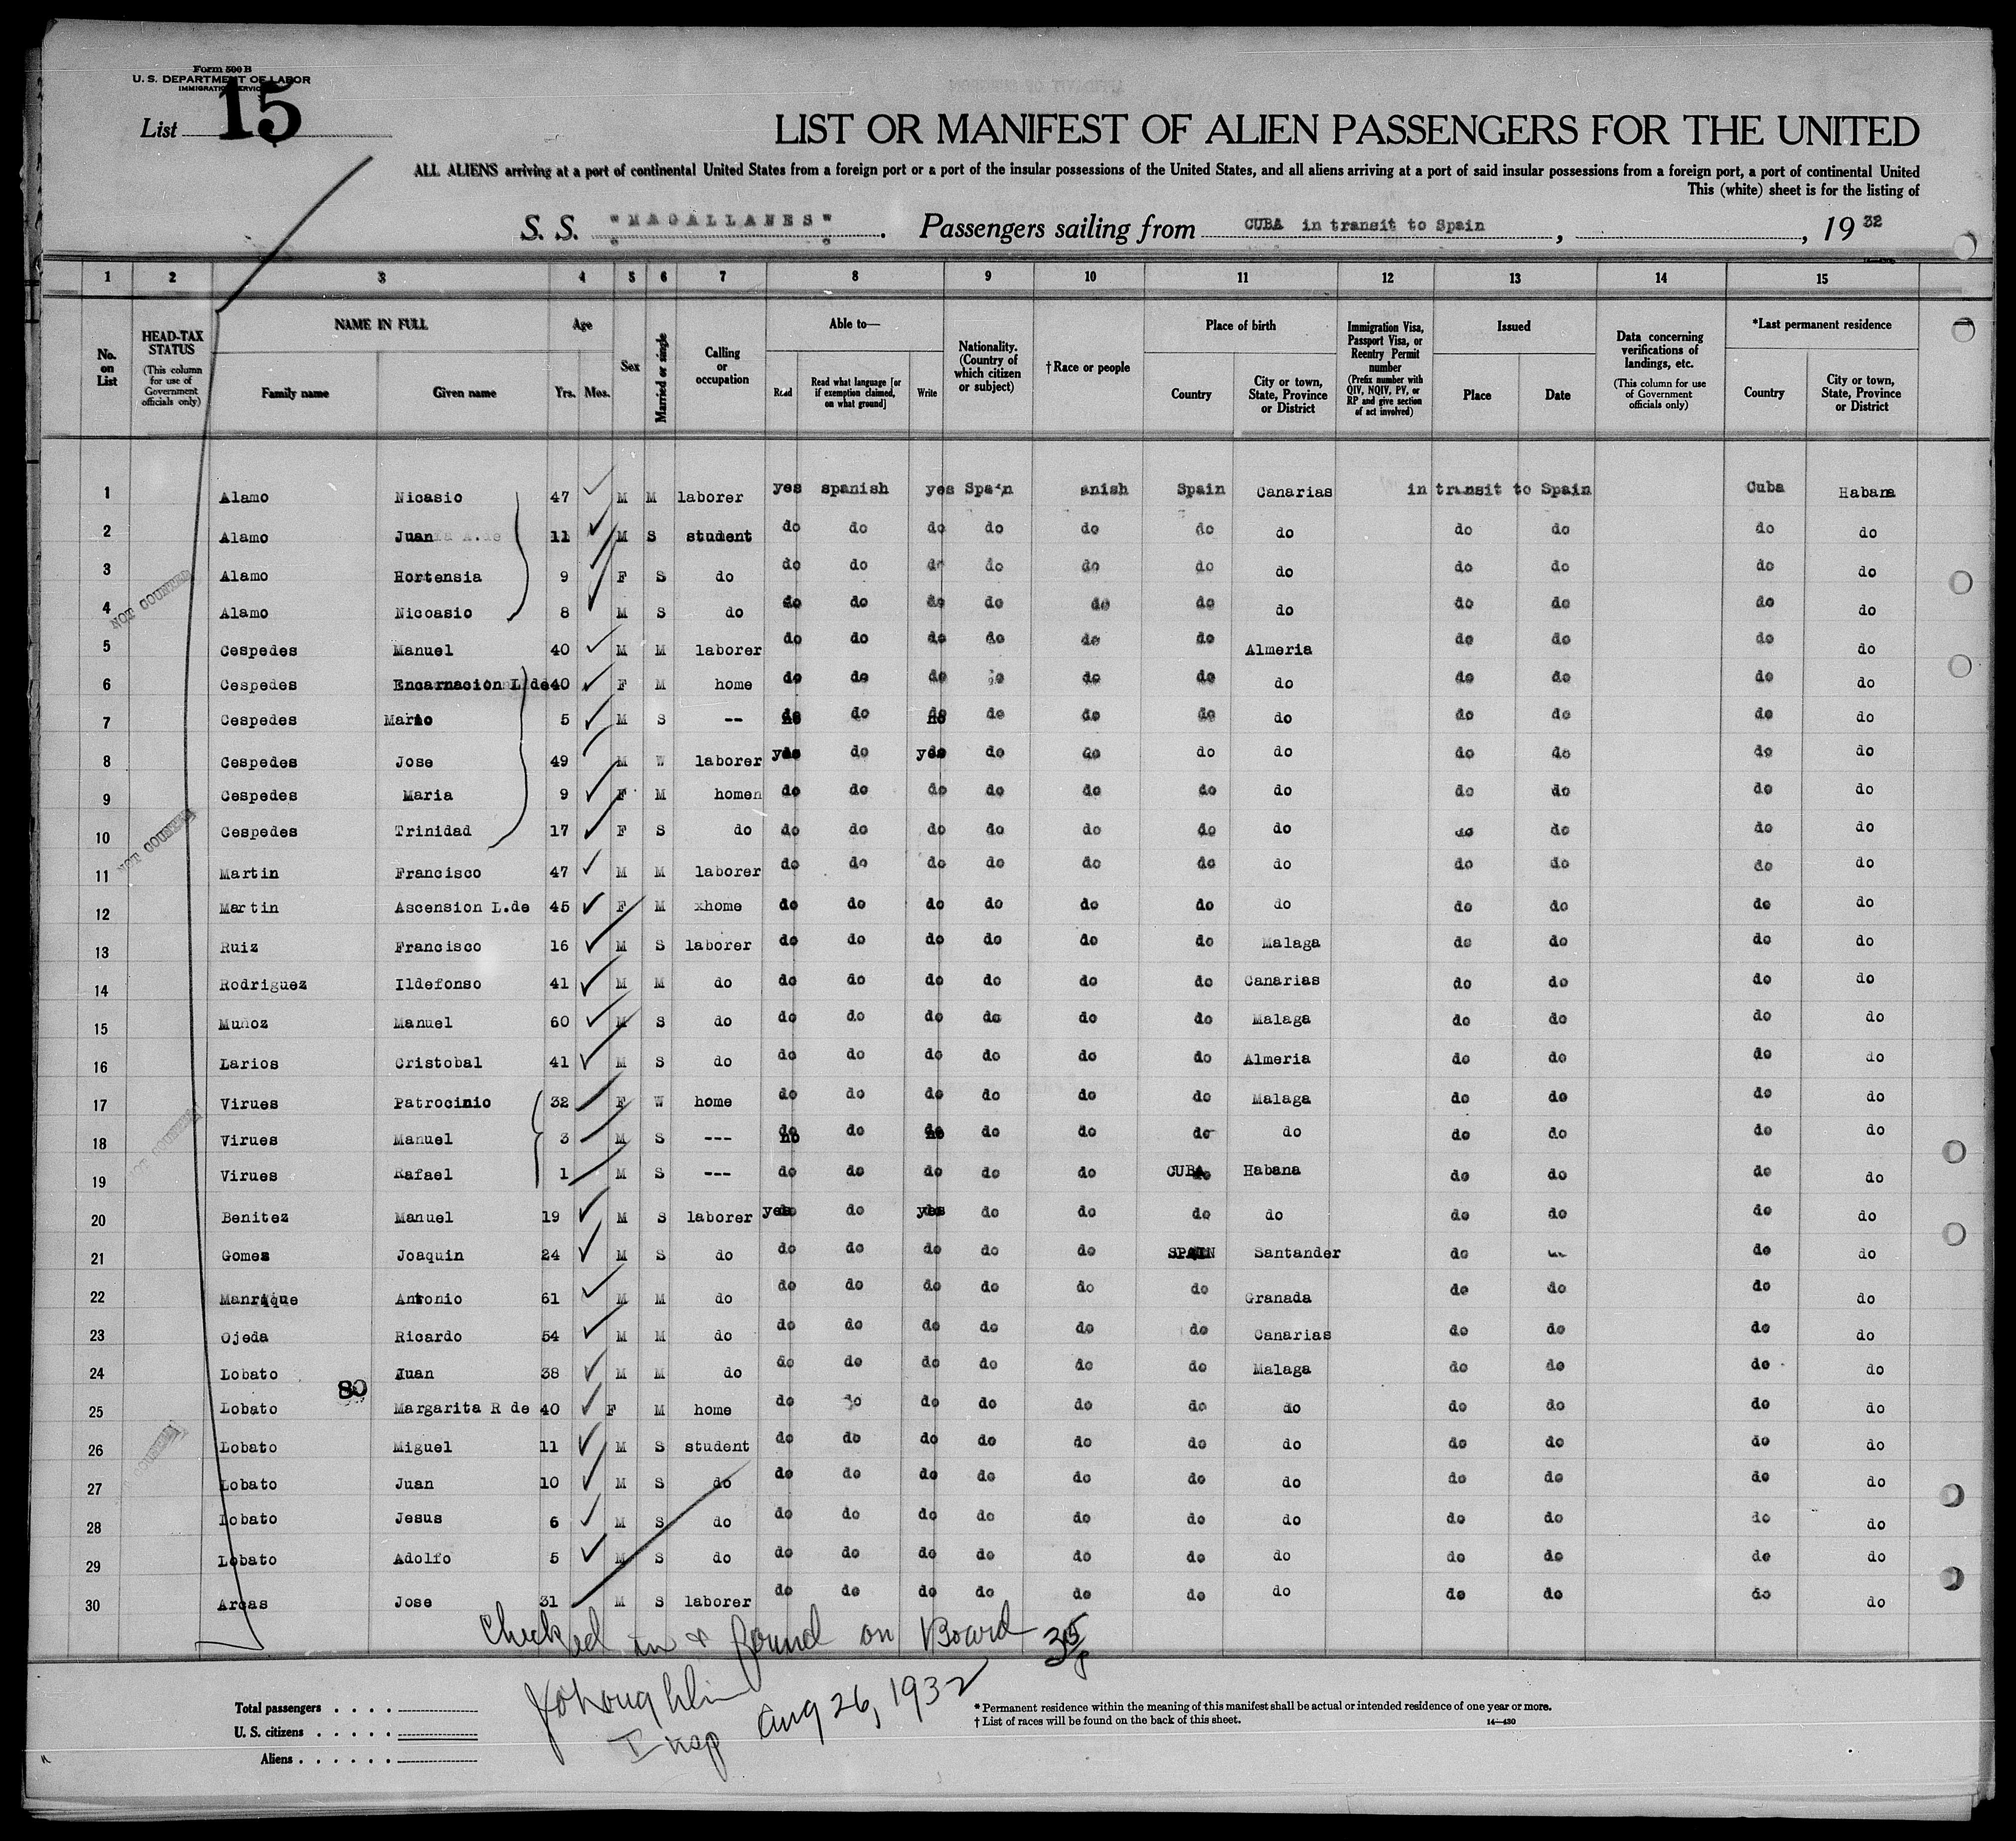 Form 500 B
U. S. DEPARTMENT OF LABOR
IMMIGRATION SERVICE
List 15
LIST OR MANIFEST OF ALIEN PASSENGERS FOR THE UNITED
ALL ALIENS arriving at a port of continental United States from a foreign port or a port of the insular possessions of the United States, and all aliens arriving at a port of said insular possessions from a foreign port, a port of continental United
This (white) sheet is for the listing of
S. S. "MAGALLANES". Passengers sailing from CUBA in transit to Spain, , 19 32
1 2 3 4 5 6 7 8 9 10 11 12 13 14 15
No. on List
HEAD-TAX STATUS (This column for use of Government officials only)
NAME IN FULL Family name Given name
Age Yrs. Mos.
Sex
Married or single
Calling or occupation
Able to— Read Read what language [or if exemption claimed, on what ground] Write
Nationality. (Country of which citizen or subject)
†Race or people
Place of birth Country City or town, State, Province or District
Immigration Visa, Passport Visa, or Reentry Permit number (Prefix number with QIV, NQIV, PV, or RP and give section of act involved)
Issued Place Date
Data concerning verifications of landings, etc. (This column for use of Government officials only)
*Last permanent residence Country City or town, State, Province or District
1 Alamo Nicasio 47 M M laborer yes spanish yes Spain anish Spain Canarias in transit to Spain Cuba Habana
2 Alamo Juan 11 M S student do do do do do do do do do do do
3 Alamo Hortensia 9 F S do do do do do do do do do do do do
4 Alamo Nicoasio 8 M S do do do do do do do do do do do do
5 Cespedes Manuel 40 M M laborer do do do do do do Almeria do do do do
6 Cespedes Encarnacion L de 40 F M home do do do do do do do do do do do
7 Cespedes Mario 5 M S -- no do no do do do do do do do do
8 Cespedes Jose 49 M W laborer yes do yes do do do do do do do do
9 Cespedes Maria 9 F M homen do do do do do do do do do do do
10 Cespedes Trinidad 17 F S do do do do do do do do do do do do
11 Martin Francisco 47 M M laborer do do do do do do do do do do do
12 Martin Ascension L.de 45 F M xhome do do do do do do do do do do do
13 Ruiz Francisco 16 M S laborer do do do do do do Malaga do do do do
14 Rodriguez Ildefonso 41 M M do do do do do do do Canarias do do do do
15 Muñoz Manuel 60 M S do do do do do do do Malaga do do do do
16 Larios Cristobal 41 M S do do do do do do do Almeria do do do do
17 Virues Patrocinio 32 F W home do do do do do do Malaga do do do do
18 Virues Manuel 3 M S --- no do no do do do do do do do do
19 Virues Rafael 1 M S --- do do do do do CUBA Habana do do do do
20 Benitez Manuel 19 M S laborer yes do yes do do do do do do do do
21 Gomes Joaquin 24 M S do do do do do do SPAIN Santander do do do
22 Manrique Antonio 61 M M do do do do do do do Granada do do do do
23 Ojeda Ricardo 54 M M do do do do do do do Canarias do do do do
24 Lobato Juan 38 M M do do do do do do do Malaga do do do do
80
25 Lobato Margarita R de 40 F M home do do do do do do do do do do do
26 Lobato Miguel 11 M S student do do do do do do do do do do do
27 Lobato Juan 10 M S do do do do do do do do do do do do
28 Lobato Jesus 6 M S do do do do do do do do do do do do
29 Lobato Adolfo 5 M S do do do do do do do do do do do do
30 Arcas Jose 31 M S laborer do do do do do do do do do do do
NOT COUNTED
NOT COUNTED
NOT COUNTED
Checked in & found on Board
Insp Aug 26, 1932
Total passengers . . . .
U. S. citizens . . . . .
Aliens . . . . . .
* Permanent residence within the meaning of this manifest shall be actual or intended residence of one year or more.
† List of races will be found on the back of this sheet.
14—430